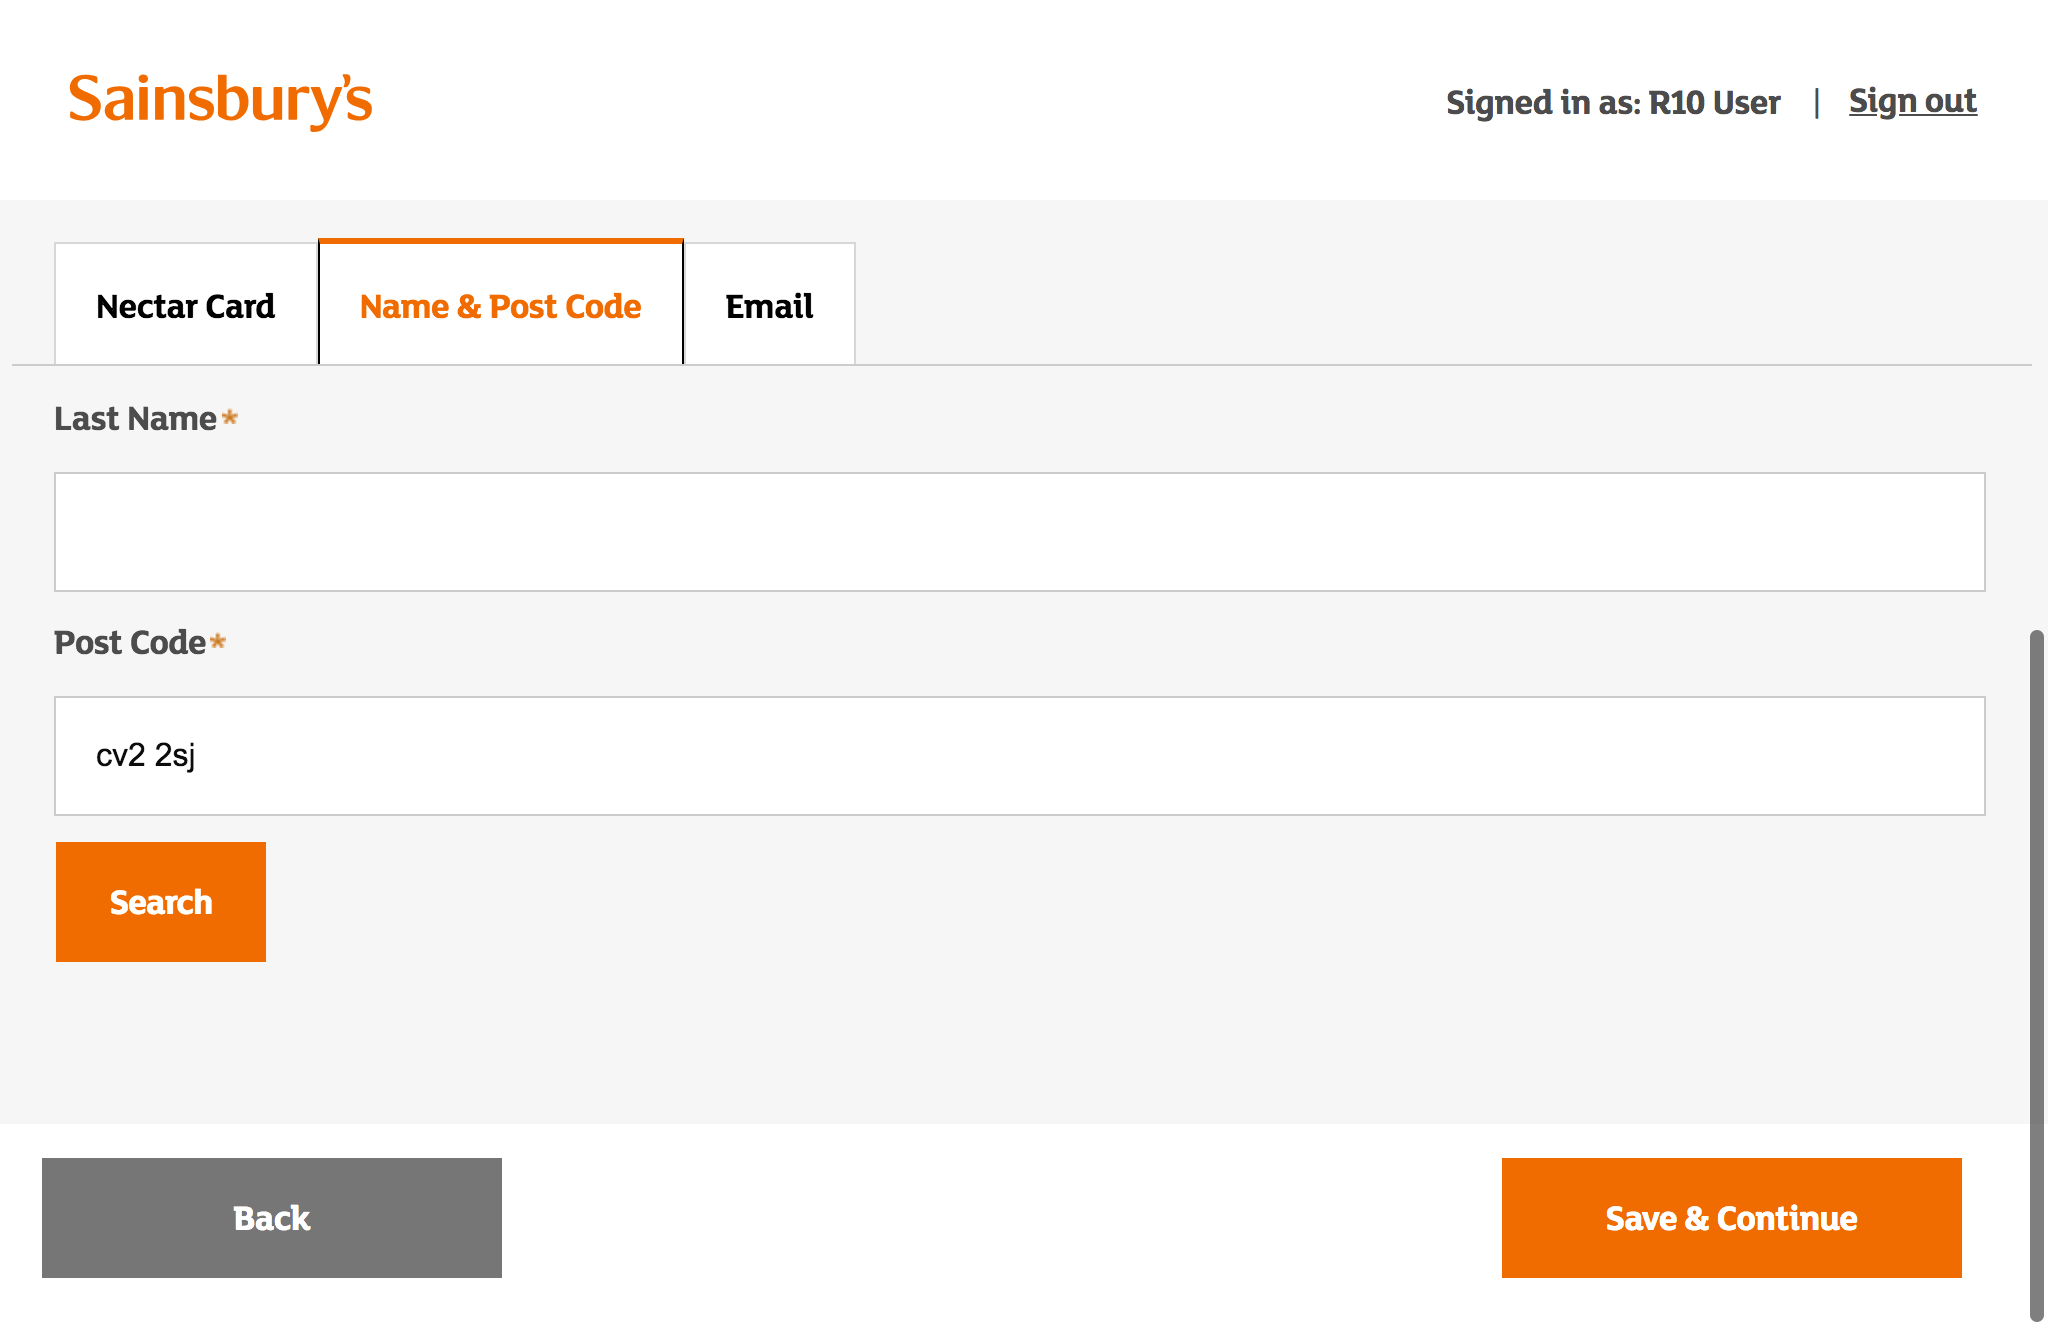 Sainsbury's
Signed in as: R10 User | Sign out
Nectar Card
Name & Post Code
Email
Last Name*
Post Code*
cv2 2sj
Search
Back
Save & Continue